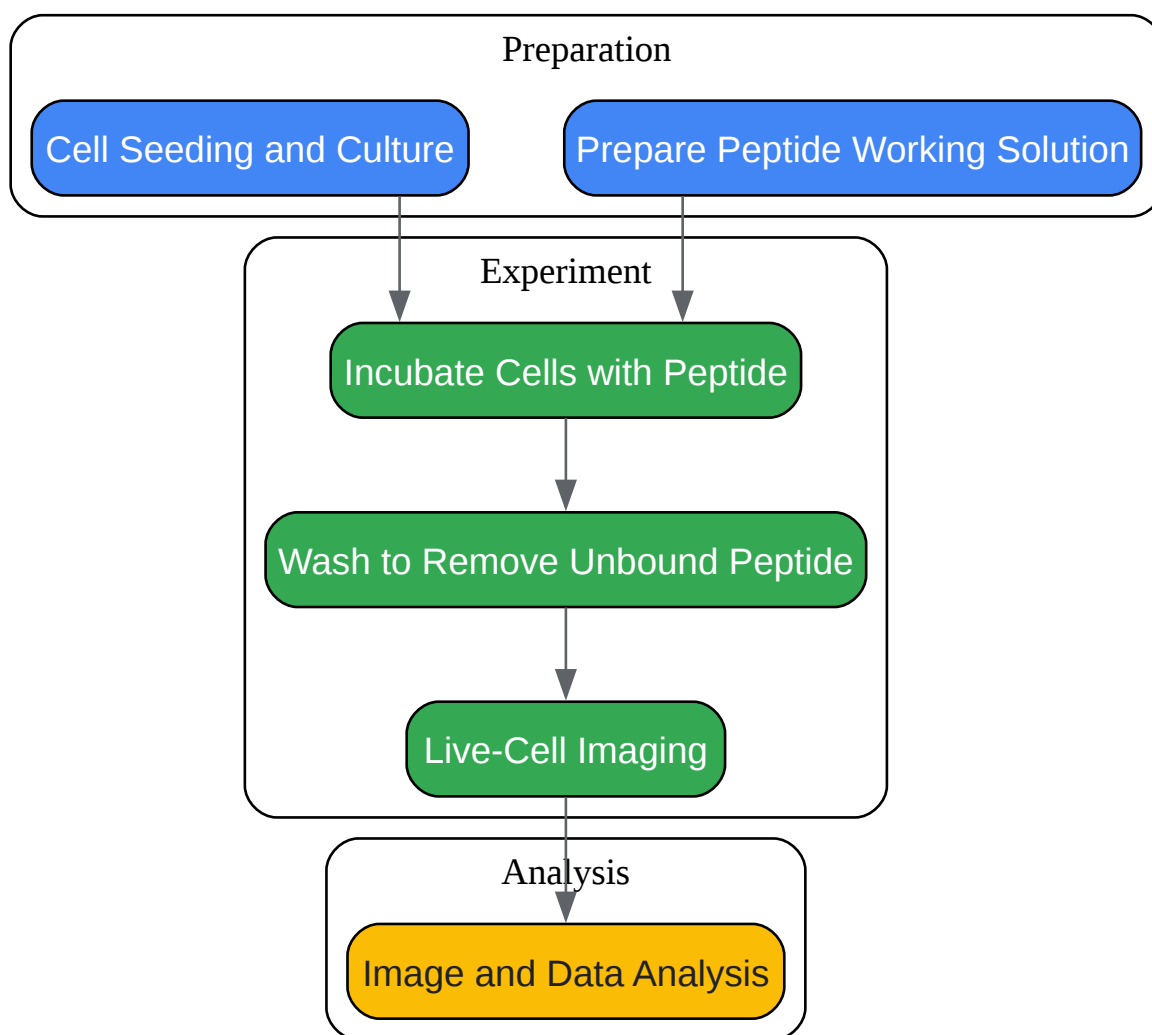 Preparation
Cell Seeding and Culture
Prepare Peptide Working Solution
Experiment
Incubate Cells with Peptide
Wash to Remove Unbound Peptide
Live-Cell Imaging
Analysis
Image and Data Analysis